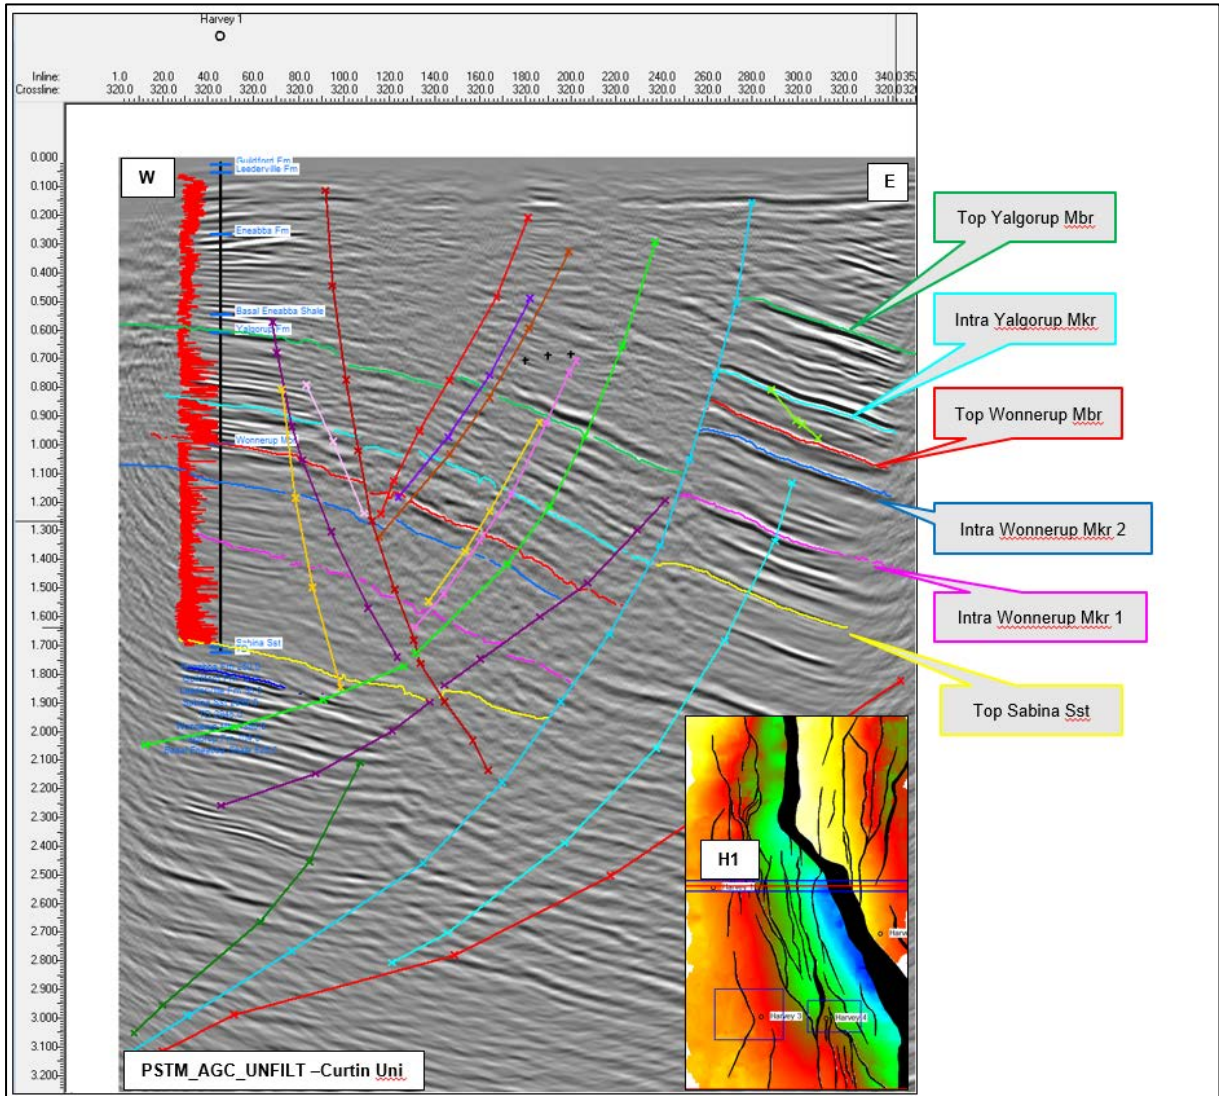 Harvey 1
Inline: 1.0 20.0 40.0 60.0 80.0 100.0 120.0 140.0 160.0 180.0 200.0 220.0 240.0 260.0 280.0 300.0 320.0 340.0
Crossline: 320.0 320.0 320.0 320.0 320.0 320.0 320.0 320.0 320.0 320.0 320.0 320.0 320.0 320.0 320.0 320.0 320.0 320.0
0.000
Guildford Fm
Leederville Fm
W
E
0.100
0.200
Eneabba Fm
0.300
0.400
0.500
Basal Eneabba Shale
0.600
Yalgorup Fm
0.700
0.800
0.900
1.000
Wonnerup Mbr
1.100
1.200
1.300
1.400
1.500
1.600
1.700
Sabina Sst
1.800
1.900
2.000
2.100
2.200
2.300
2.400
2.500
2.600
2.700
2.800
2.900
3.000
3.100
3.200
Top Yalgorup Mbr
Intra Yalgorup Mkr
Top Wonnerup Mbr
Intra Wonnerup Mkr 2
Intra Wonnerup Mkr 1
Top Sabina Sst
H1
Harvey 1
Harvey 3
Harvey 4
PSTM_AGC_UNFILT –Curtin Uni